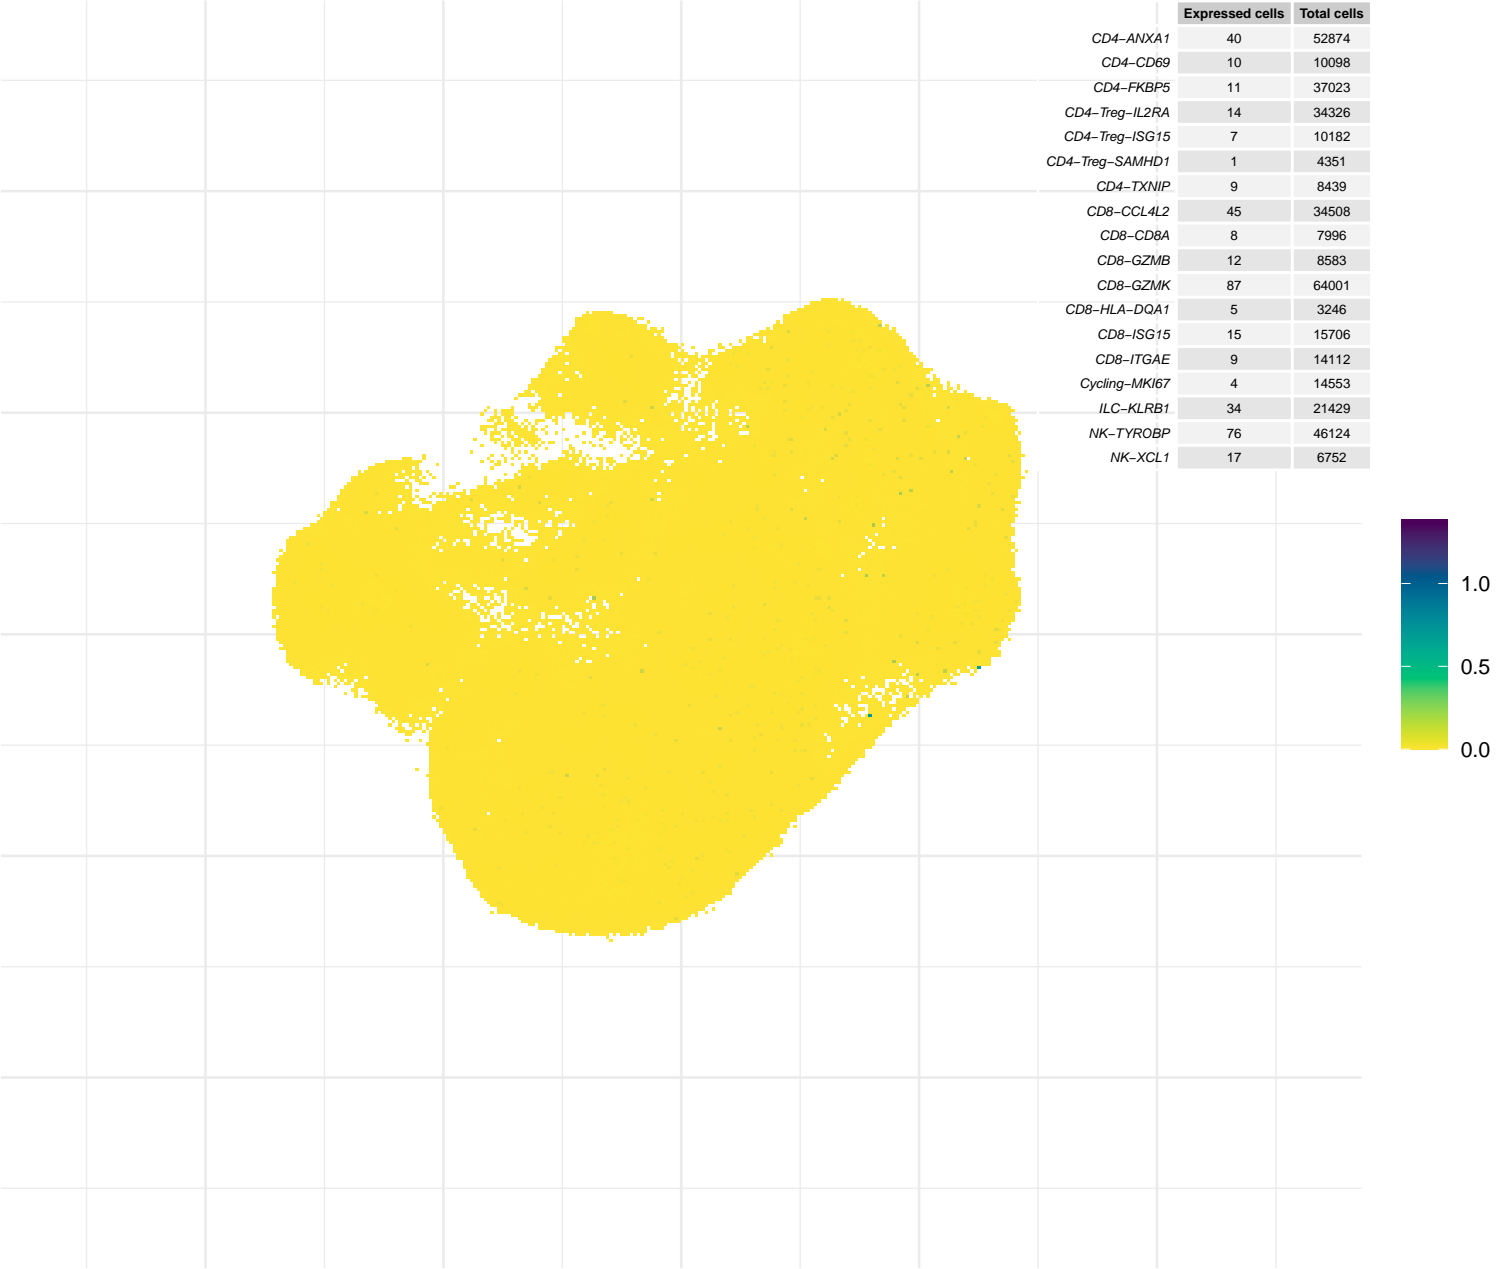 Expressed cells Total cells
CD4−ANXA1 40 52874
CD4−CD69 10 10098
CD4−FKBP5 11 37023
CD4−Treg−IL2RA 14 34326
CD4−Treg−ISG15 7 10182
CD4−Treg−SAMHD1 1 4351
CD4−TXNIP 9 8439
CD8−CCL4L2 45 34508
CD8−CD8A 8 7996
CD8−GZMB 12 8583
CD8−GZMK 87 64001
CD8−HLA−DQA1 5 3246
CD8−ISG15 15 15706
CD8−ITGAE 9 14112
Cycling−MKI67 4 14553
ILC−KLRB1 34 21429
NK−TYROBP 76 46124
NK−XCL1 17 6752
1.0
0.5
0.0